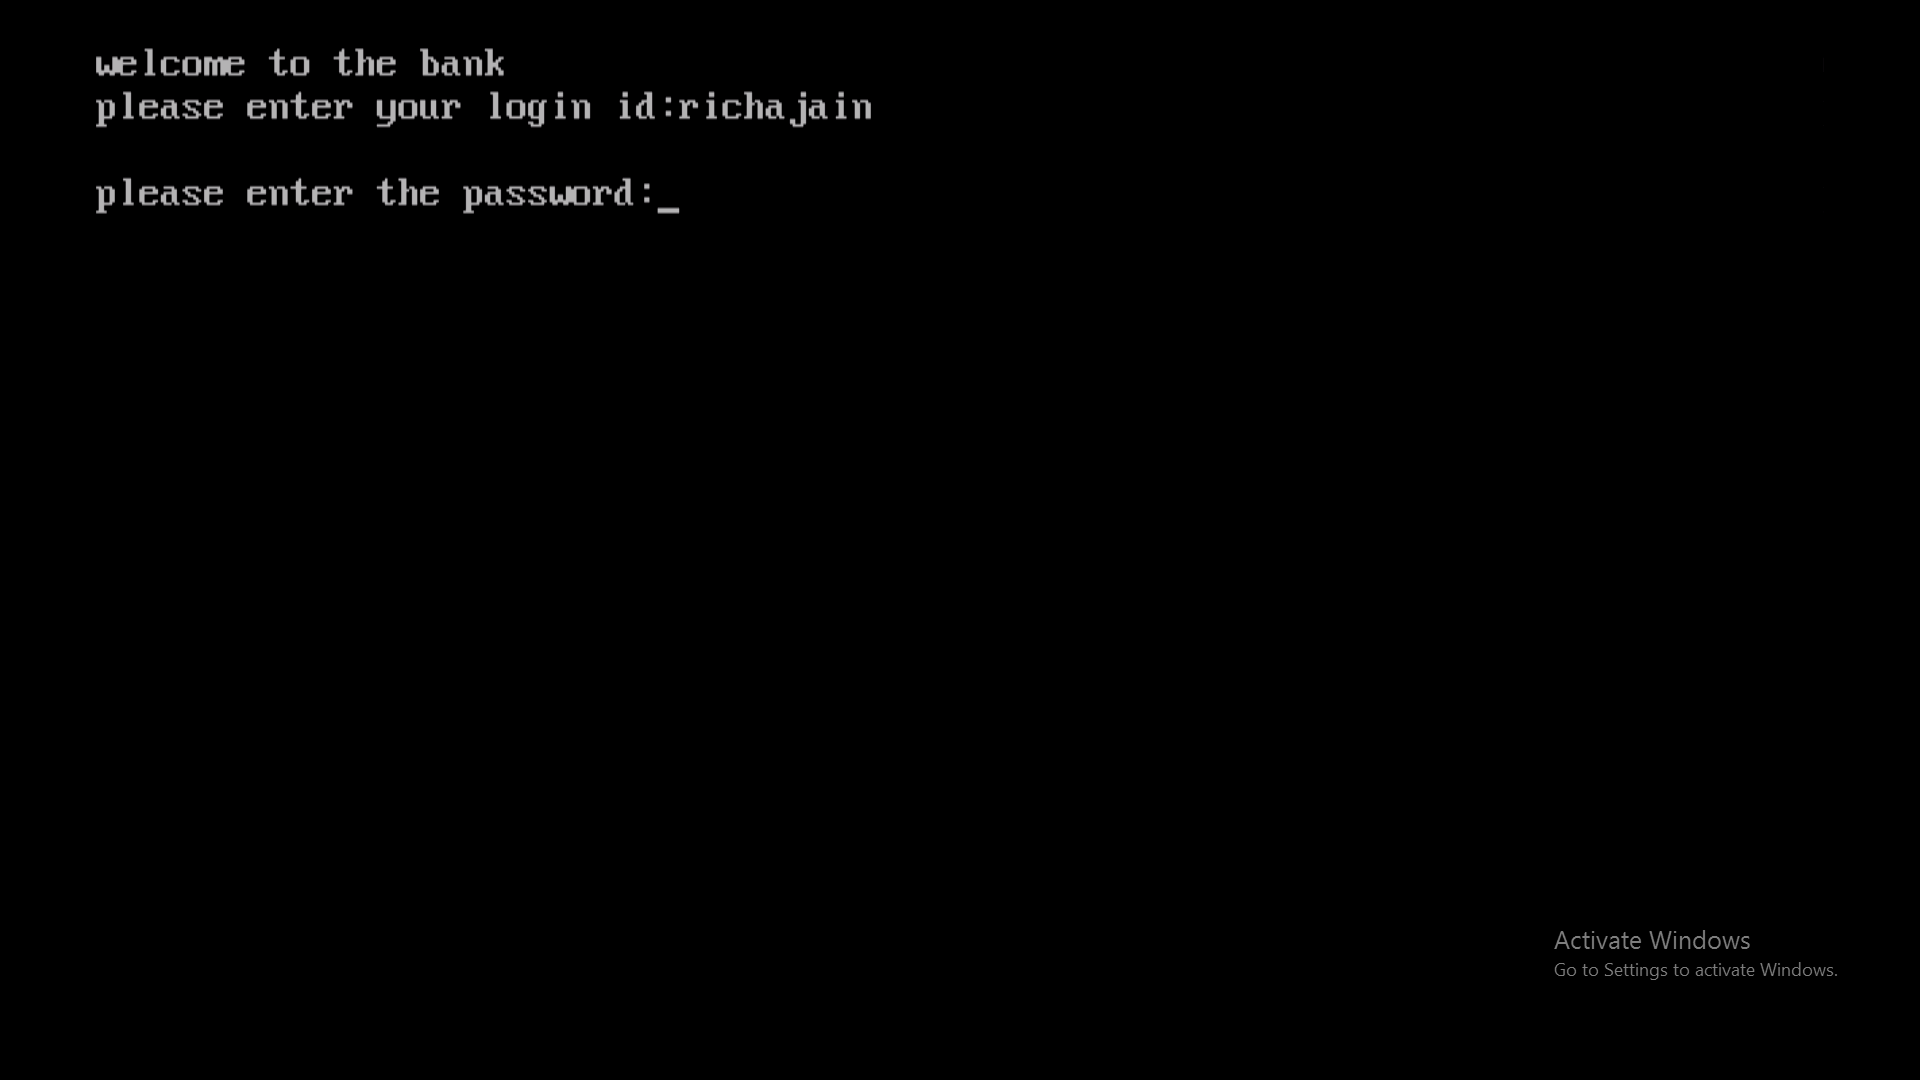 welcome to the bank
please enter your login id:richajain
please enter the password:_
Activate Windows
Go to Settings to activate Windows.